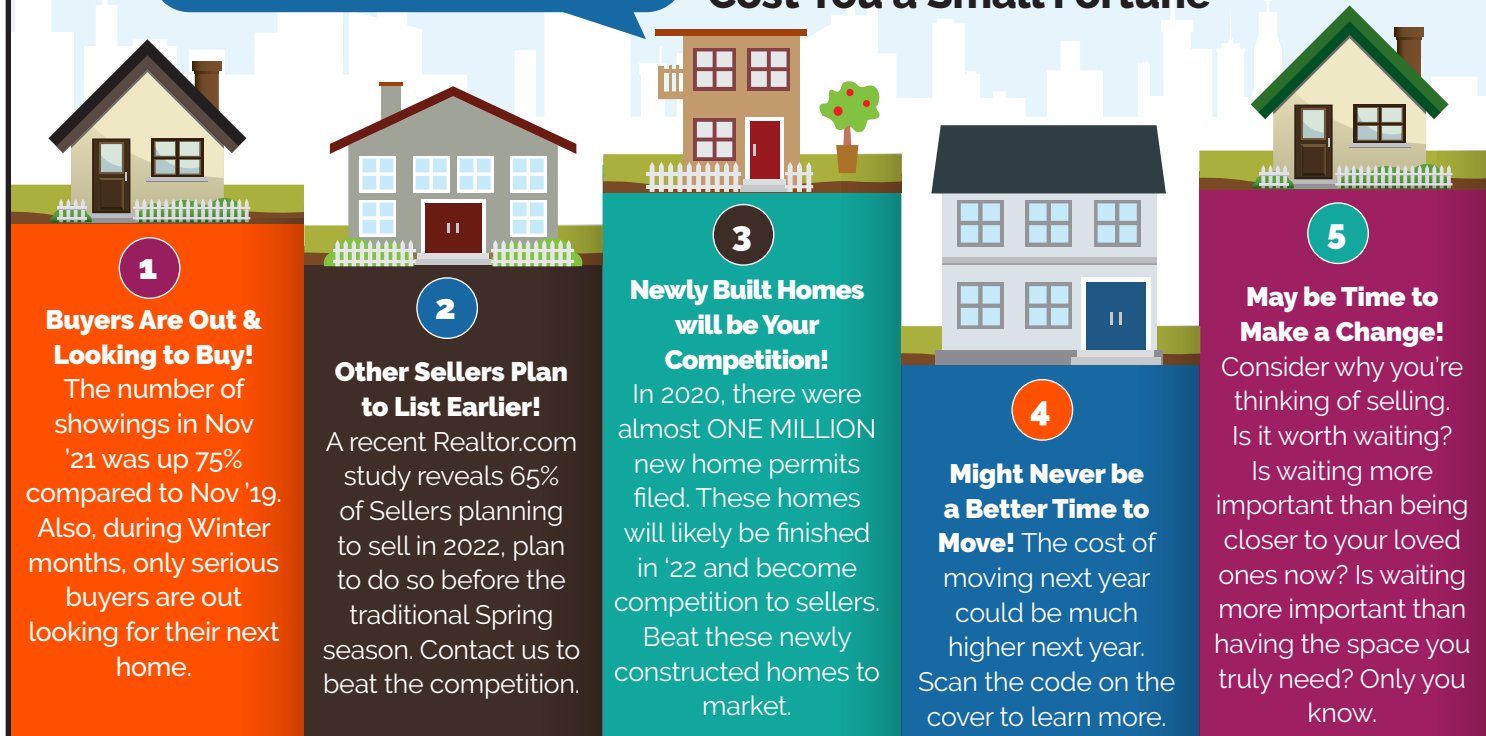 Cost You a Small Fortune
1
Buyers Are Out &
Looking to Buy!
The number of
showings in Nov
'21 was up 75%
compared to Nov '19.
Also, during Winter
months, only serious
buyers are out
looking for their next
home.
2
Other Sellers Plan
to List Earlier!
A recent Realtor.com
study reveals 65%
of Sellers planning
to sell in 2022, plan
to do so before the
traditional Spring
season. Contact us to
beat the competition.
3
Newly Built Homes
will be Your
Competition!
In 2020, there were
almost ONE MILLION
new home permits
filed. These homes
will likely be finished
in ‘22 and become
competition to sellers.
Beat these newly
constructed homes to
market.
4
Might Never be
a Better Time to
Move! The cost of
moving next year
could be much
higher next year.
Scan the code on the
cover to learn more.
5
May be Time to
Make a Change!
Consider why you’re
thinking of selling.
Is it worth waiting?
Is waiting more
important than being
closer to your loved
ones now? Is waiting
more important than
having the space you
truly need? Only you
know.